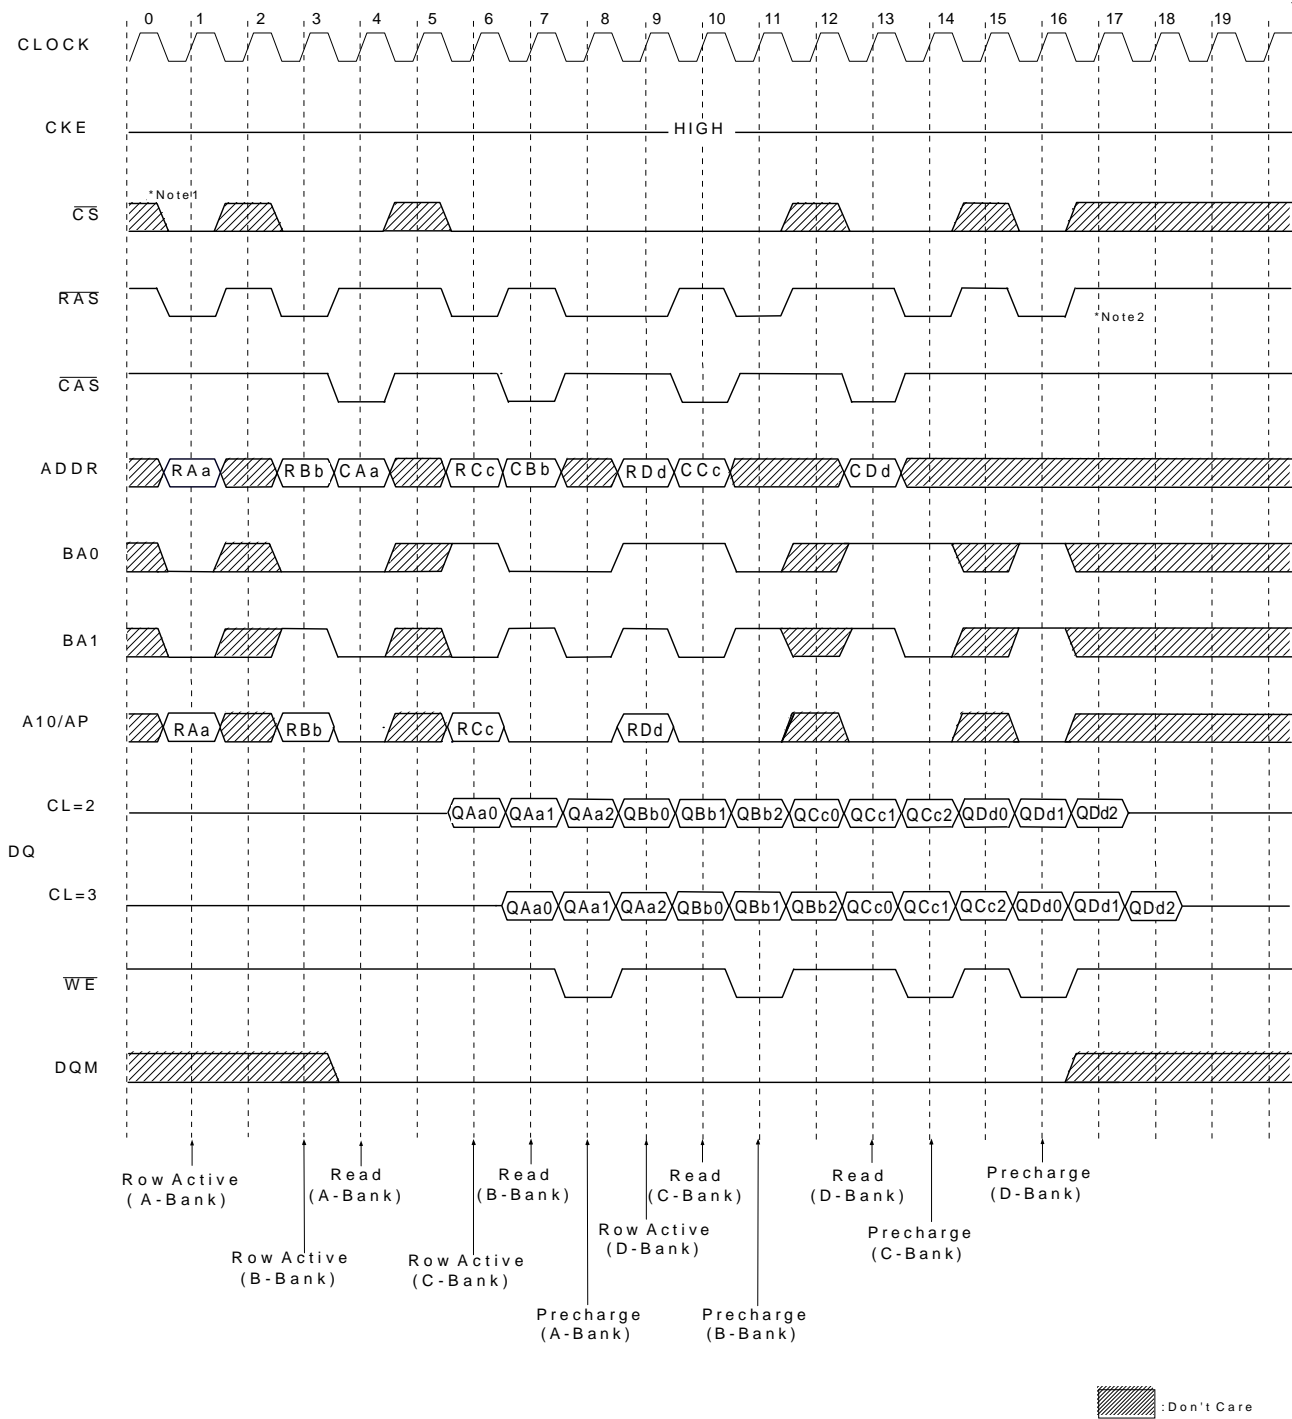 0 1 2 3 4 5 6 7 8 9 10 11 12 13 14 15 16 17 18 19
CLOCK
CKE HIGH
*Note1
CS
RAS
*Note2
CAS
ADDR RAa RBb CAa RCc CBb RDd CCc CDd
BA0
BA1
A10/AP RAa RBb RCc RDd
CL=2 QAa0 QAa1 QAa2 QBb0 QBb1 QBb2 QCc0 QCc1 QCc2 QDd0 QDd1 QDd2
DQ
CL=3 QAa0 QAa1 QAa2 QBb0 QBb1 QBb2 QCc0 QCc1 QCc2 QDd0 QDd1 QDd2
WE
DQM
Row Active
(A-Bank)
Read
(A-Bank)
Read
(B-Bank)
Read
(C-Bank)
Read
(D-Bank)
Precharge
(D-Bank)
Row Active
(B-Bank)
Row Active
(C-Bank)
Row Active
(D-Bank)
Precharge
(C-Bank)
Precharge
(A-Bank)
Precharge
(B-Bank)
:Don't Care